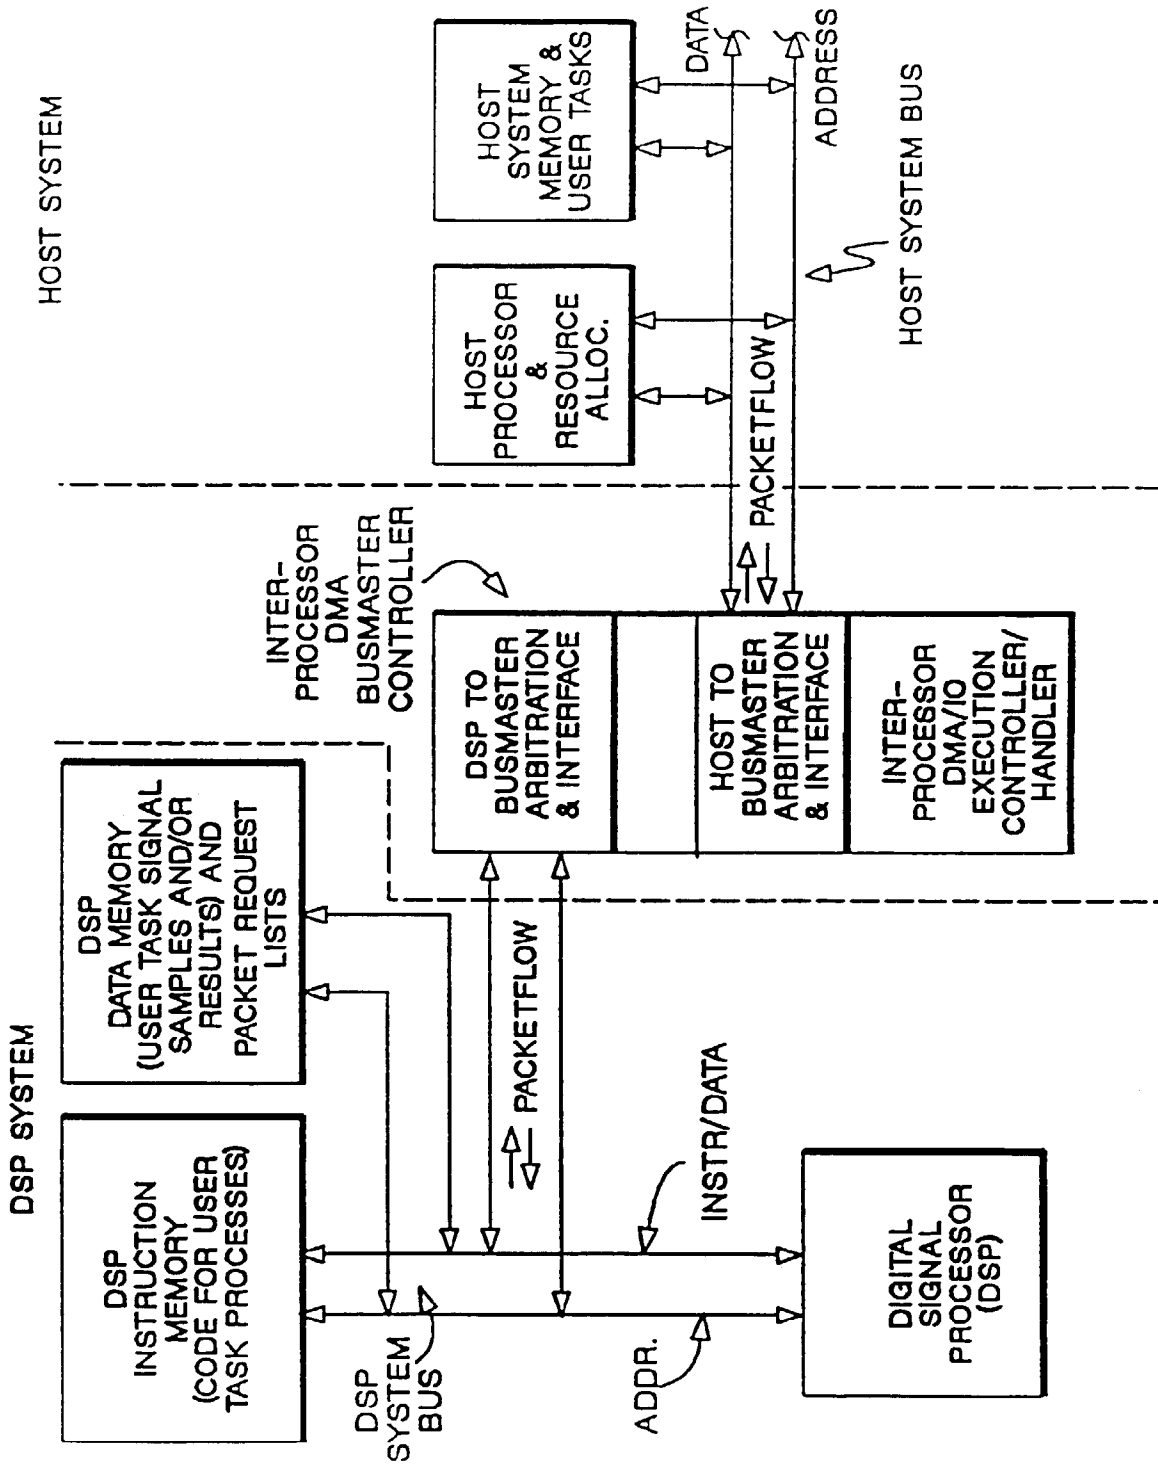 DSP SYSTEM
HOST SYSTEM
DSP
INSTRUCTION
MEMORY
(CODE FOR USER
TASK PROCESSES)
DSP
DATA MEMORY
(USER TASK SIGNAL
SAMPLES AND/OR
RESULTS) AND
PACKET REQUEST
LISTS
INTER-
PROCESSOR
DMA
BUSMASTER
CONTROLLER
DSP
SYSTEM
BUS
PACKETFLOW
DSP TO
BUSMASTER
ARBITRATION
& INTERFACE
HOST TO
BUSMASTER
ARBITRATION
& INTERFACE
INTER-
PROCESSOR
DMA/IO
EXECUTION
CONTROLLER/
HANDLER
HOST
PROCESSOR
&
RESOURCE
ALLOC.
HOST
SYSTEM
MEMORY &
USER TASKS
DATA
PACKETFLOW
ADDRESS
HOST SYSTEM BUS
ADDR.
INSTR/DATA
DIGITAL
SIGNAL
PROCESSOR
(DSP)